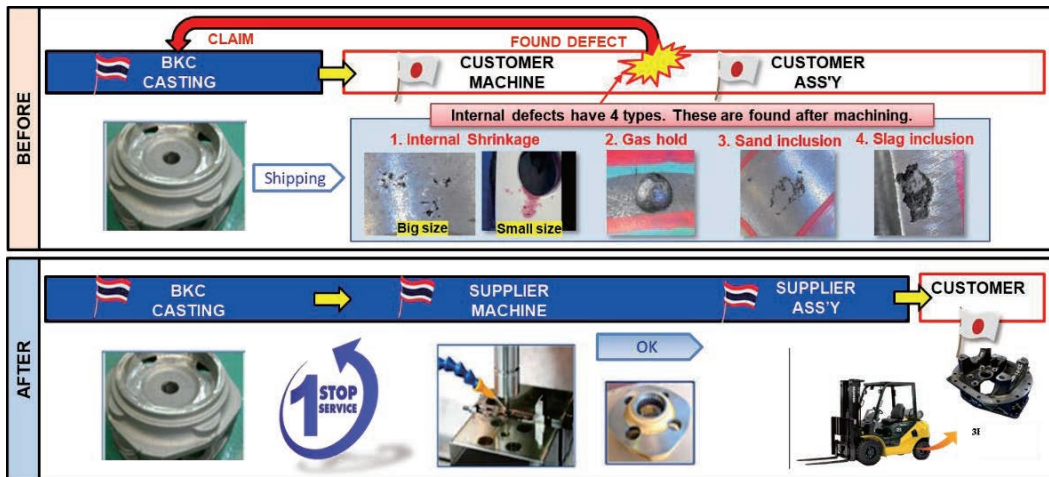 BEFORE
CLAIM
FOUND DEFECT
BKC
CASTING
CUSTOMER
MACHINE
CUSTOMER
ASS'Y
Internal defects have 4 types. These are found after machining.
Shipping
1. Internal Shrinkage
2. Gas hold
3. Sand inclusion
4. Slag inclusion
Big size
Small size
AFTER
BKC
CASTING
SUPPLIER
MACHINE
SUPPLIER
ASS'Y
CUSTOMER
1 STOP
SERVICE
OK
3F